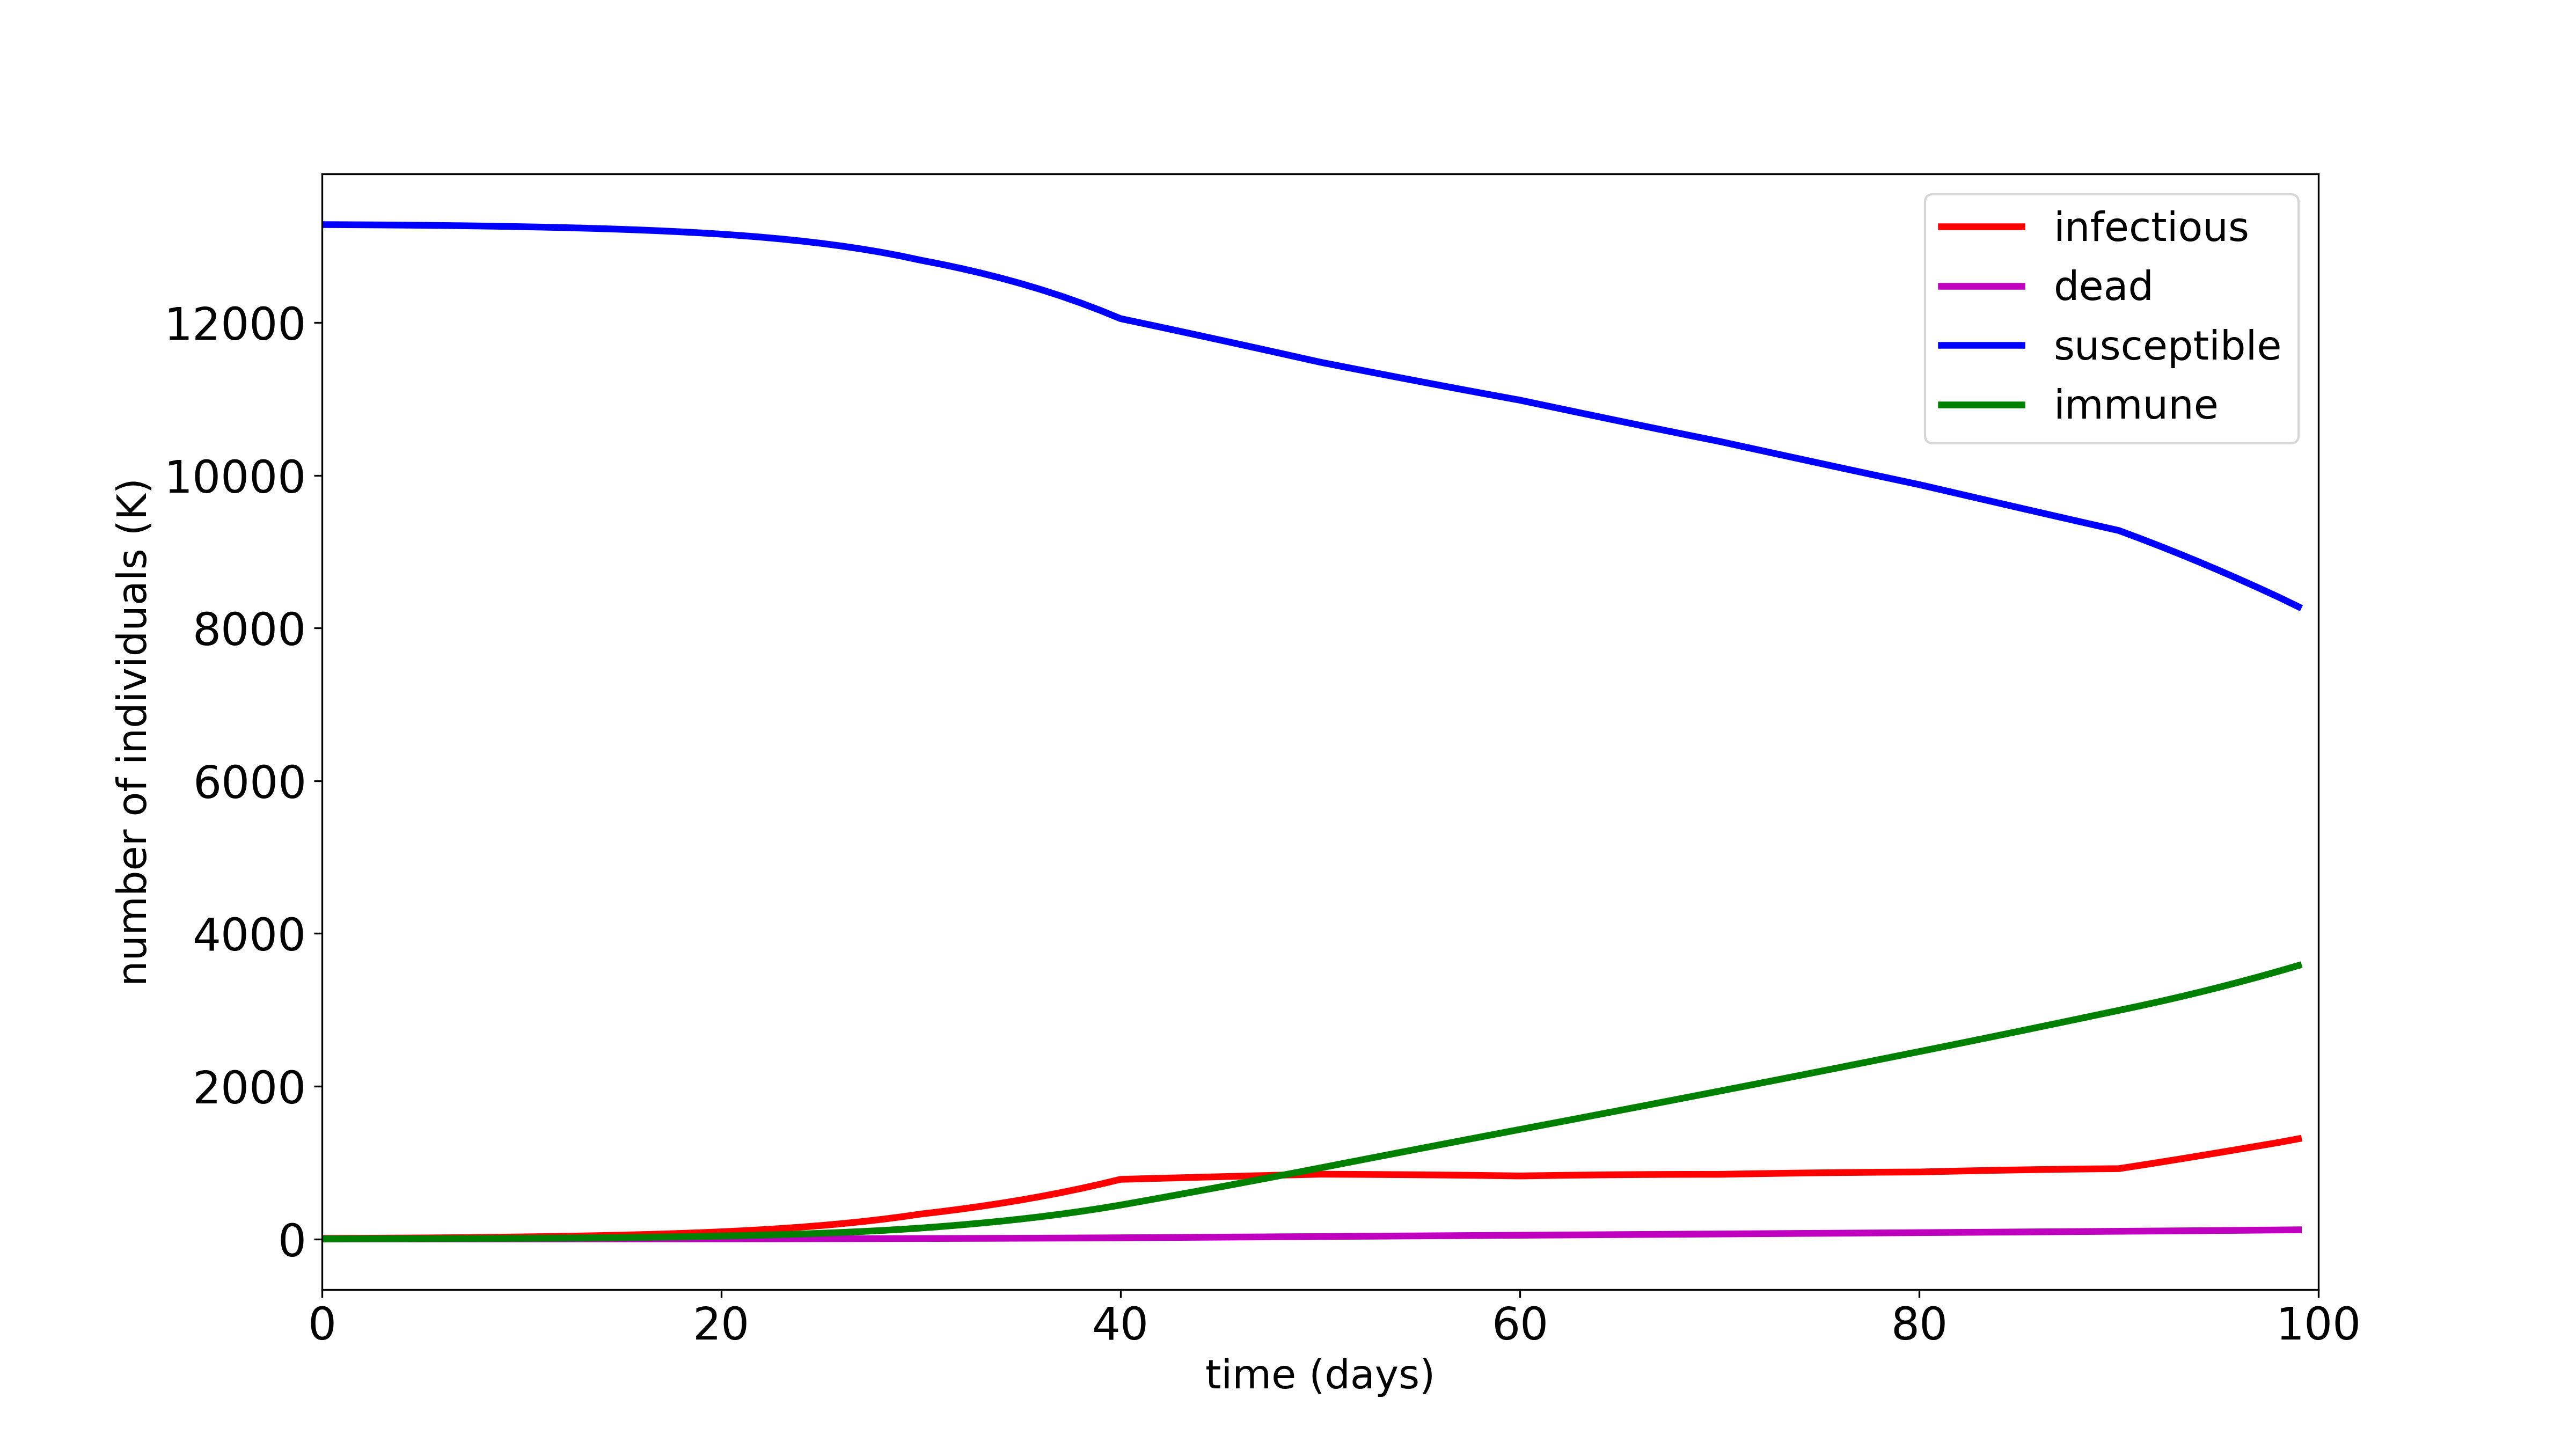 infectious
dead
susceptible
immune
12000
10000
8000
6000
4000
2000
0
number of individuals (K)
0 20 40 60 80 100
time (days)